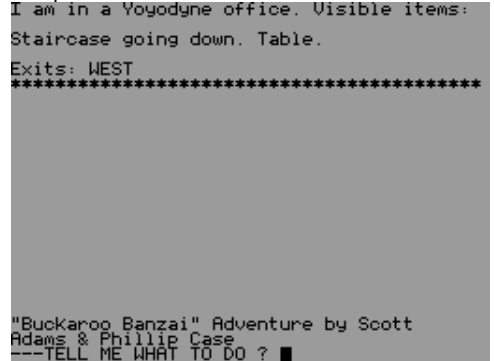 I am in a Yoyodyne office. Visible items:
Staircase going down. Table.
Exits: WEST
*****************************************
"Buckaroo Banzai" Adventure by Scott
Adams & Phillip Case
---TELL ME WHAT TO DO ?